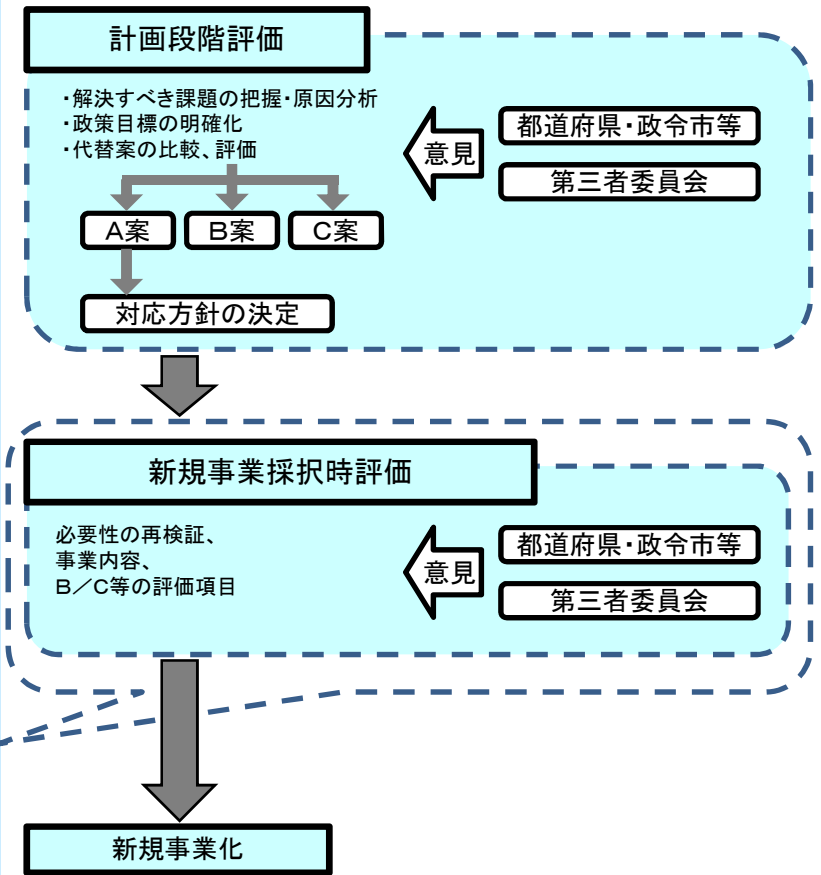 計画段階評価
・解決すべき課題の把握・原因分析
・政策目標の明確化
・代替案の比較、評価
意見
都道府県・政令市等
第三者委員会
A案
B案
C案
対応方針の決定
新規事業採択時評価
必要性の再検証、
事業内容、
B／C等の評価項目
意見
都道府県・政令市等
第三者委員会
新規事業化